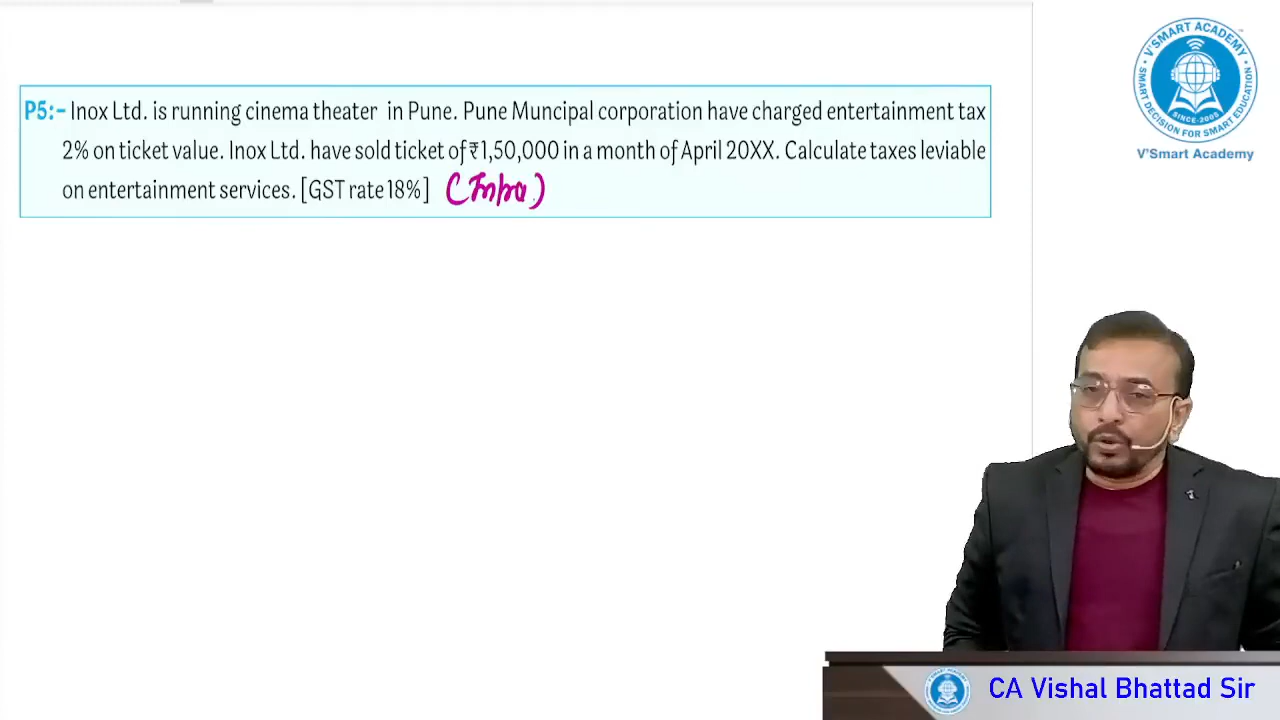 P5:- Inox Ltd. is running cinema theater in Pune. Pune Muncipal corporation have charged entertainment tax
2% on ticket value. Inox Ltd. have sold ticket of ₹1,50,000 in a month of April 20XX. Calculate taxes leviable
on entertainment services. [GST rate 18%] (Intra)
V'SMART ACADEMY
SINCE-2005
SMART DECISION FOR SMART EDUCATION
V'Smart Academy
CA Vishal Bhattad Sir